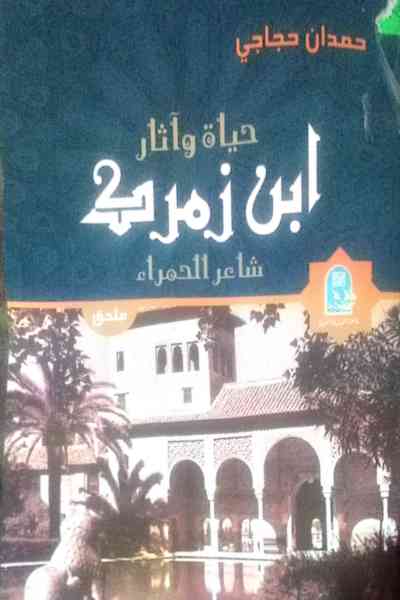 حمدان حجاجي
حياة وآثار
ابن زمرك
شاعر الحمراء
ملحق